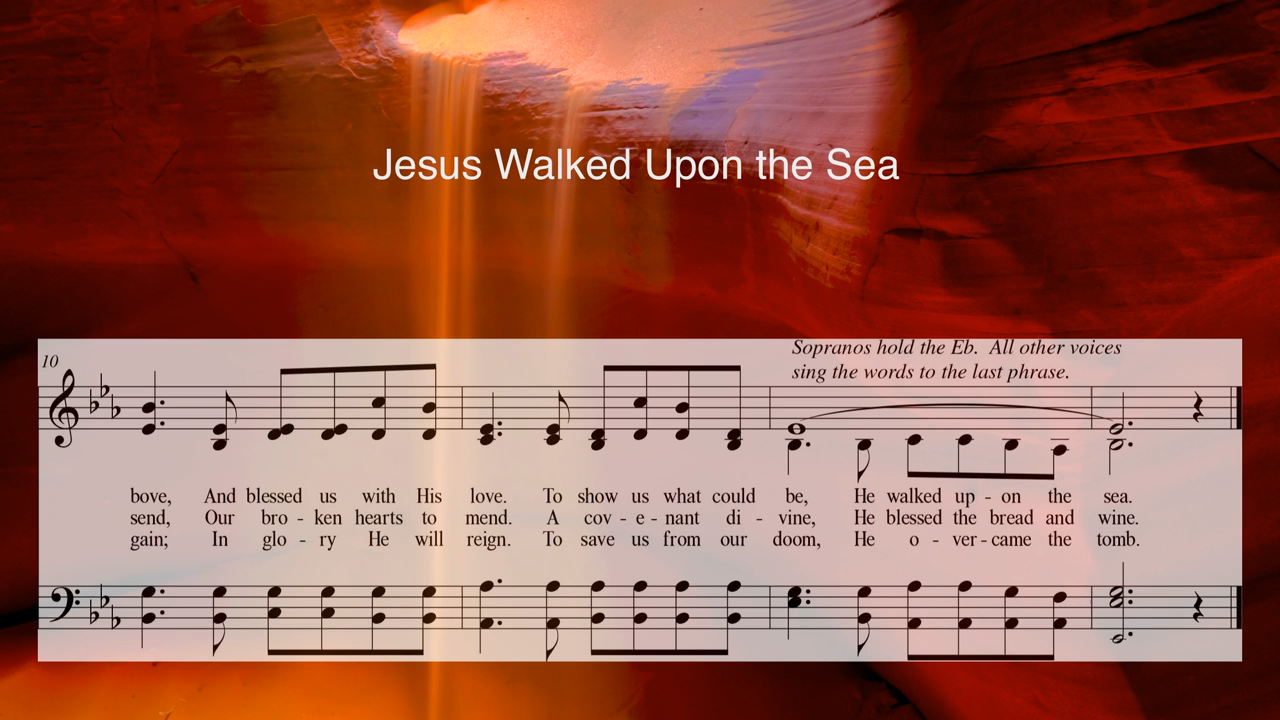 Jesus Walked Upon the Sea
Sopranos hold the Eb. All other voices
sing the words to the last phrase.
10
bove, And blessed us with His love. To show us what could be, He walked up - on the sea.
send, Our bro - ken hearts to mend. A cov - e - nant di - vine, He blessed the bread and wine.
gain; In glo - ry He will reign. To save us from our doom, He o - ver - came the tomb.